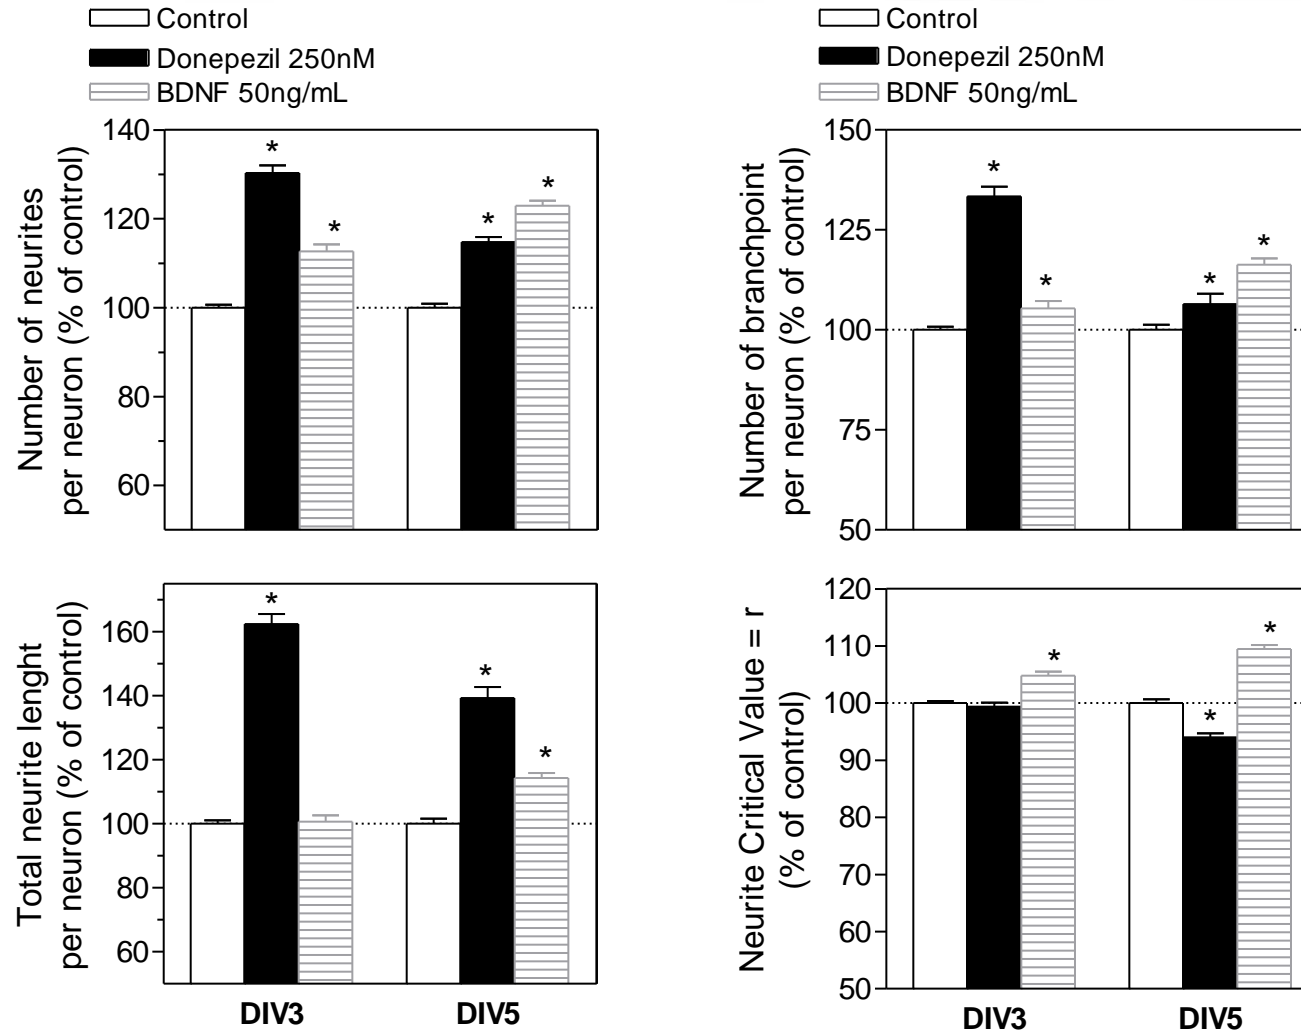 Control
Donepezil 250nM
BDNF 50ng/mL
Number of neurites
per neuron (% of control)
140
120
100
80
60
*
*
*
*
Control
Donepezil 250nM
BDNF 50ng/mL
Number of branchpoint
per neuron (% of control)
150
125
100
75
50
*
*
*
*
Total neurite lenght
per neuron (% of control)
160
140
120
100
80
60
*
*
*
DIV3
DIV5
Neurite Critical Value = r
(% of control)
120
110
100
90
80
70
60
50
*
*
*
DIV3
DIV5